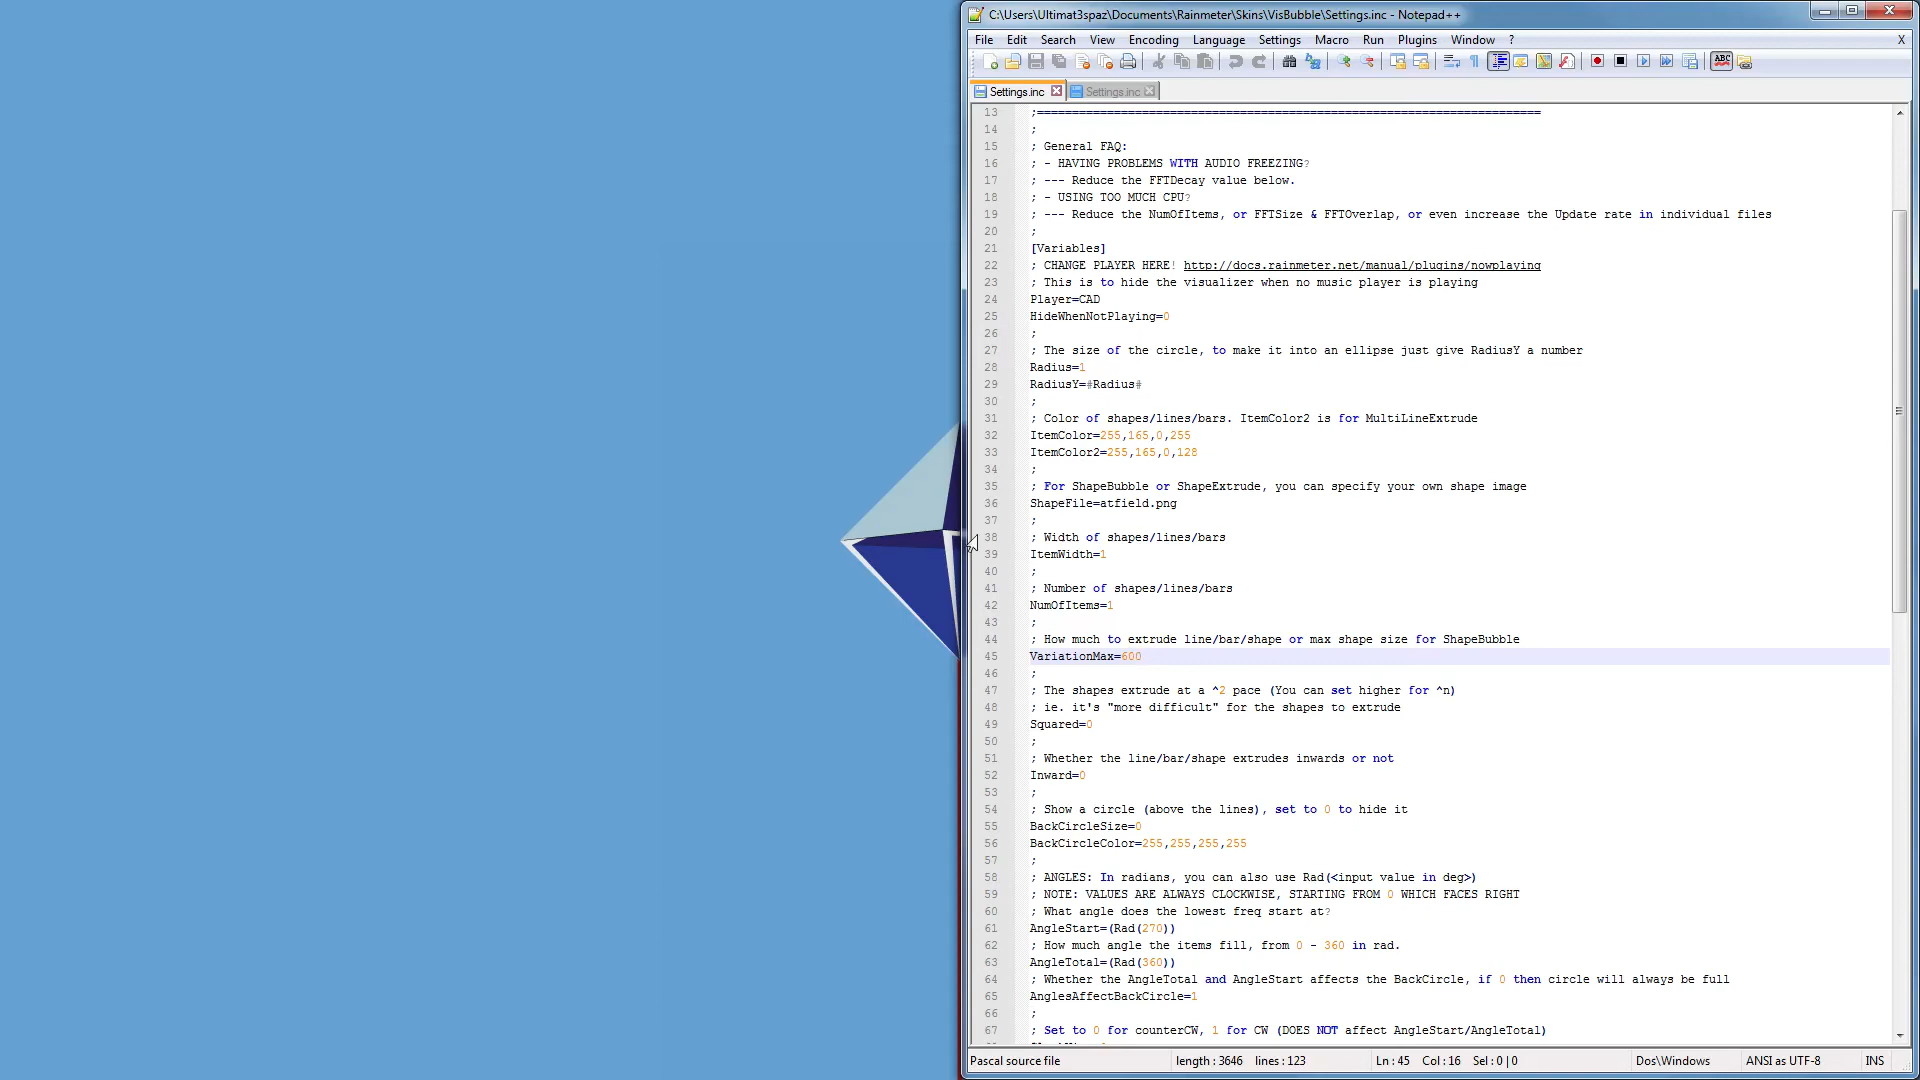 C:\Users\Ultimat3spaz\Documents\Rainmeter\Skins\VisBubble\Settings.inc - Notepad++
File Edit Search View Encoding Language Settings Macro Run Plugins Window ? X
ABC
Settings.inc Settings.inc
13 ;========================================================================
14 ;
15 ; General FAQ:
16 ; - HAVING PROBLEMS WITH AUDIO FREEZING?
17 ; --- Reduce the FFTDecay value below.
18 ; - USING TOO MUCH CPU?
19 ; --- Reduce the NumOfItems, or FFTSize & FFTOverlap, or even increase the Update rate in individual files
20 ;
21 [Variables]
22 ; CHANGE PLAYER HERE! http://docs.rainmeter.net/manual/plugins/nowplaying
23 ; This is to hide the visualizer when no music player is playing
24 Player=CAD
25 HideWhenNotPlaying=0
26 ;
27 ; The size of the circle, to make it into an ellipse just give RadiusY a number
28 Radius=1
29 RadiusY=#Radius#
30 ;
31 ; Color of shapes/lines/bars. ItemColor2 is for MultiLineExtrude
32 ItemColor=255,165,0,255
33 ItemColor2=255,165,0,128
34 ;
35 ; For ShapeBubble or ShapeExtrude, you can specify your own shape image
36 ShapeFile=atfield.png
37 ;
38 ; Width of shapes/lines/bars
39 ItemWidth=1
40 ;
41 ; Number of shapes/lines/bars
42 NumOfItems=1
43 ;
44 ; How much to extrude line/bar/shape or max shape size for ShapeBubble
45 VariationMax=600
46 ;
47 ; The shapes extrude at a ^2 pace (You can set higher for ^n)
48 ; ie. it's "more difficult" for the shapes to extrude
49 Squared=0
50 ;
51 ; Whether the line/bar/shape extrudes inwards or not
52 Inward=0
53 ;
54 ; Show a circle (above the lines), set to 0 to hide it
55 BackCircleSize=0
56 BackCircleColor=255,255,255,255
57 ;
58 ; ANGLES: In radians, you can also use Rad(<input value in deg>)
59 ; NOTE: VALUES ARE ALWAYS CLOCKWISE, STARTING FROM 0 WHICH FACES RIGHT
60 ; What angle does the lowest freq start at?
61 AngleStart=(Rad(270))
62 ; How much angle the items fill, from 0 - 360 in rad.
63 AngleTotal=(Rad(360))
64 ; Whether the AngleTotal and AngleStart affects the BackCircle, if 0 then circle will always be full
65 AnglesAffectBackCircle=1
66 ;
67 ; Set to 0 for counterCW, 1 for CW (DOES NOT affect AngleStart/AngleTotal)
Pascal source file length : 3646 lines : 123 Ln : 45 Col : 16 Sel : 0 | 0 Dos\Windows ANSI as UTF-8 INS